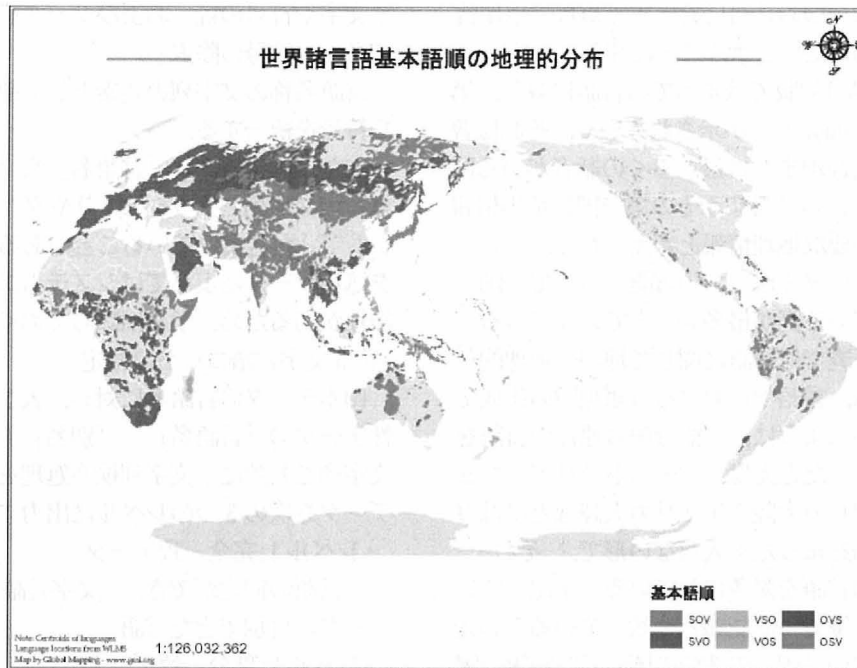 世界諸言語基本語順の地理的分布
N
W
S
基本語順
SOV VSO OVS
SVO VOS OSV
Note: Centroids of languages
Language locations from WLMS
Map by Global Mapping - www.gmi.org
1:126,032,362